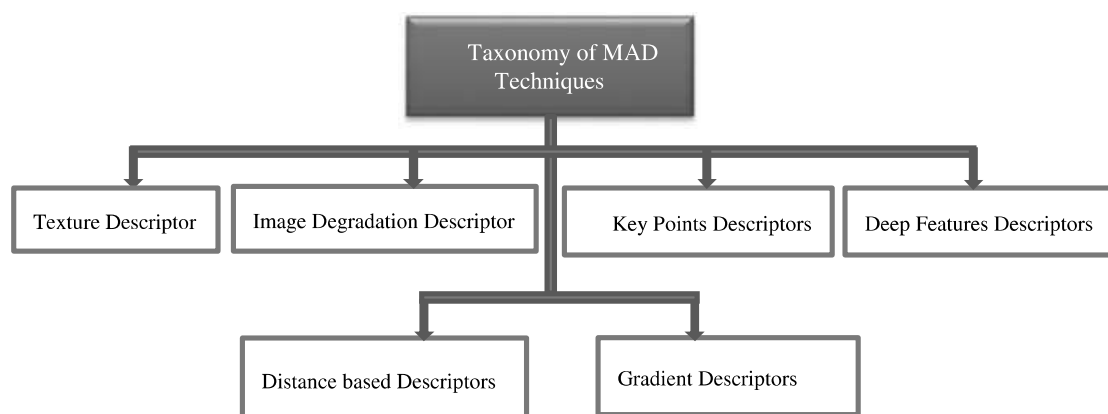 Taxonomy of MAD
Techniques
Texture Descriptor
Image Degradation Descriptor
Key Points Descriptors
Deep Features Descriptors
Distance based Descriptors
Gradient Descriptors